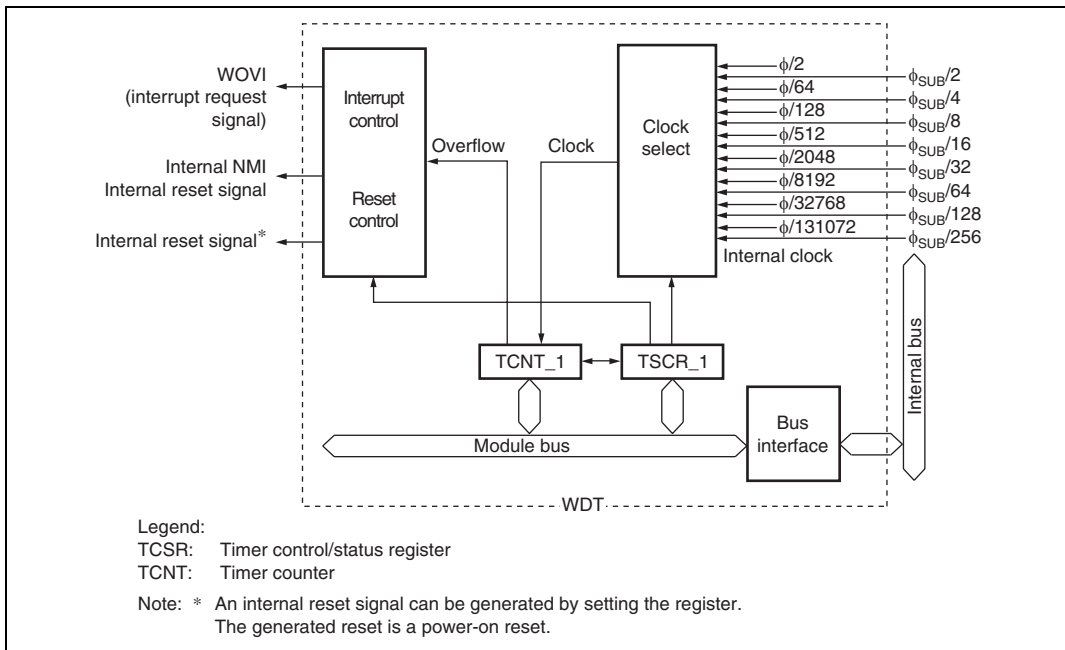 WOVI
(interrupt request
signal)
Internal NMI
Internal reset signal
Internal reset signal*
Interrupt
control
Reset
control
Overflow
Clock
Clock
select
ϕ/2
ϕ/64
ϕ/128
ϕ/512
ϕ/2048
ϕ/8192
ϕ/32768
ϕ/131072
Internal clock
ϕSUB/2
ϕSUB/4
ϕSUB/8
ϕSUB/16
ϕSUB/32
ϕSUB/64
ϕSUB/128
ϕSUB/256
TCNT_1
TSCR_1
Module bus
Bus
interface
Internal bus
WDT
Legend:
TCSR: Timer control/status register
TCNT: Timer counter
Note: * An internal reset signal can be generated by setting the register.
The generated reset is a power-on reset.